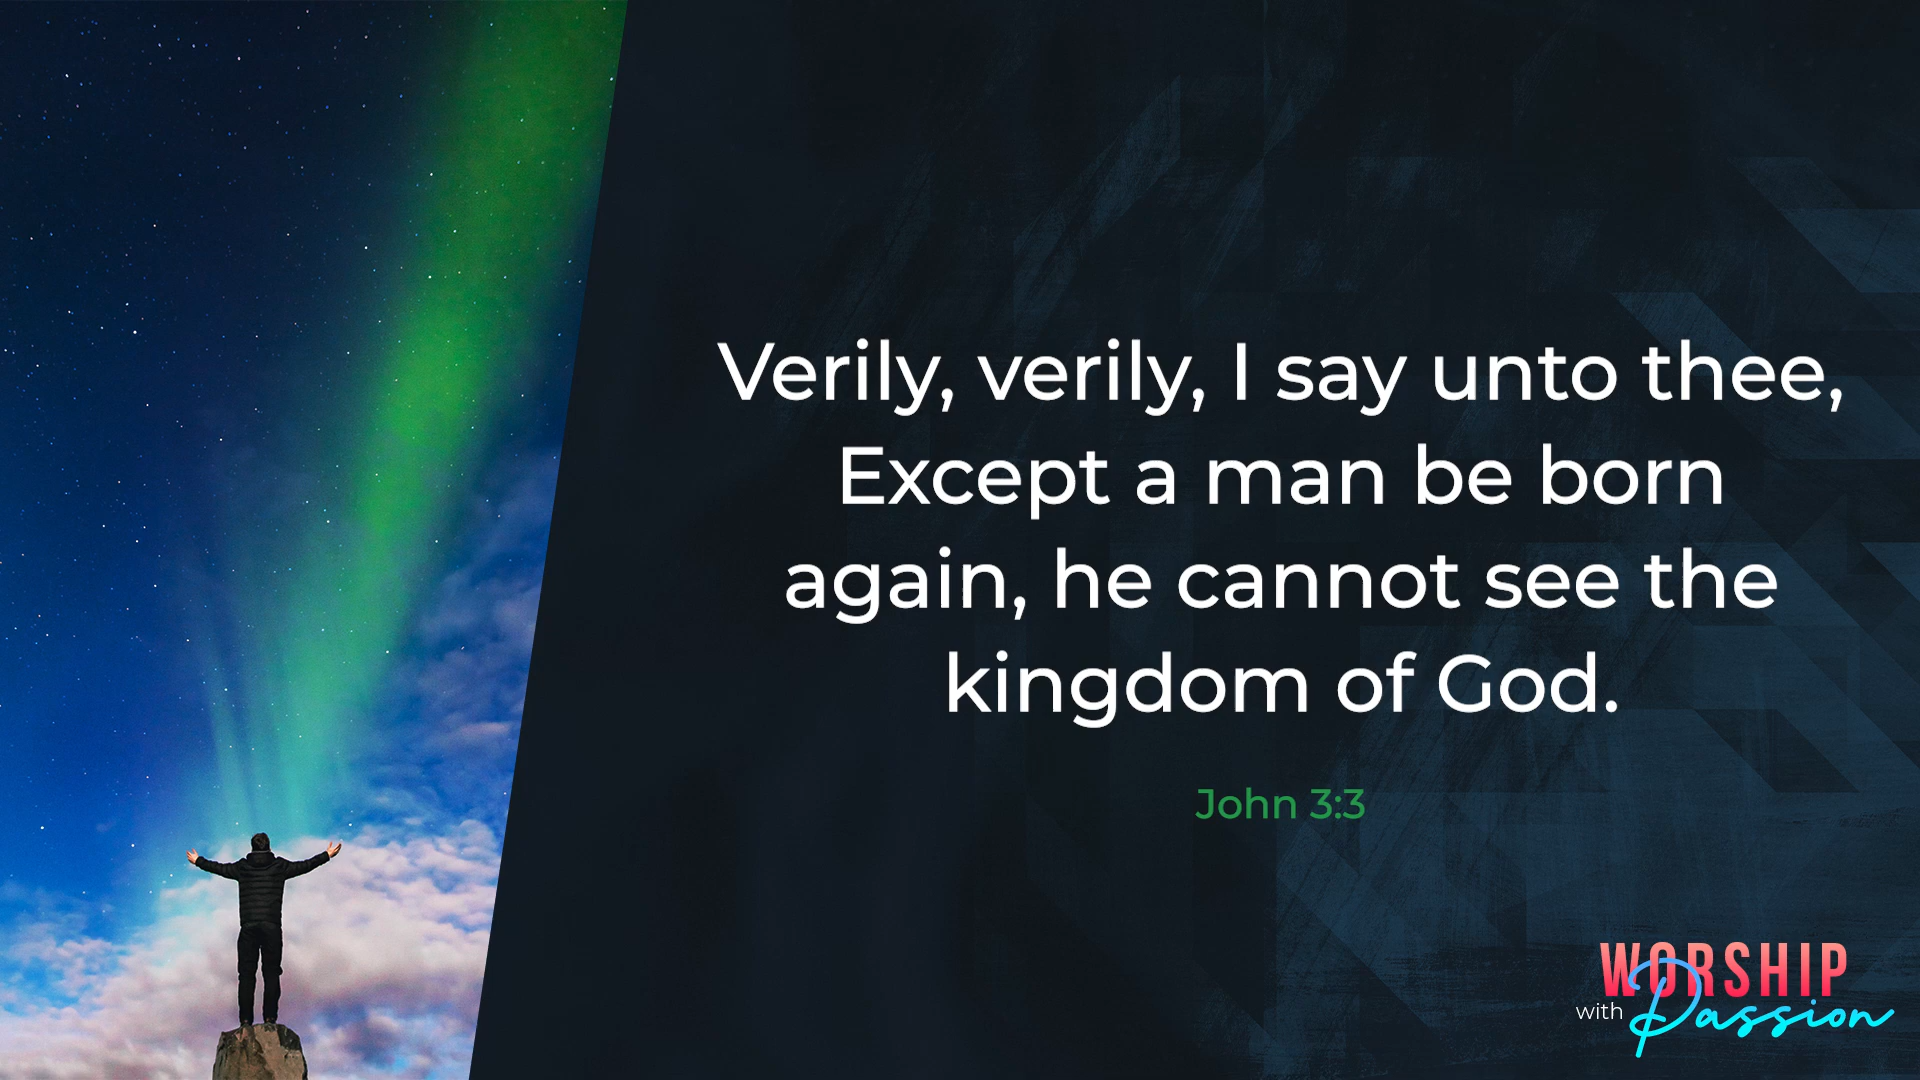 Verily, verily, I say unto thee,
Except a man be born
again, he cannot see the
kingdom of God.
John 3:3
WORSHIP
with Passion